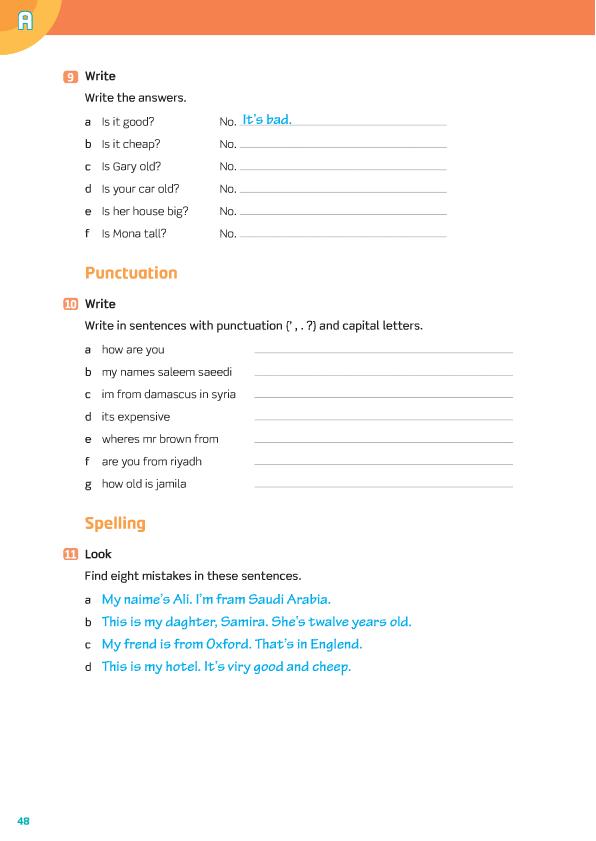 A
9 Write
Write the answers.
a Is it good? No. It's bad.
b Is it cheap? No.
c Is Gary old? No.
d Is your car old? No.
e Is her house big? No.
f Is Mona tall? No.
Punctuation
10 Write
Write in sentences with punctuation (' , . ?) and capital letters.
a how are you
b my names saleem saeedi
c im from damascus in syria
d its expensive
e wheres mr brown from
f are you from riyadh
g how old is jamila
Spelling
11 Look
Find eight mistakes in these sentences.
a My naime's Ali. I'm fram Saudi Arabia.
b This is my daghter, Samira. She's twalve years old.
c My frend is from Oxford. That's in Englend.
d This is my hotel. It's viry good and cheep.
48